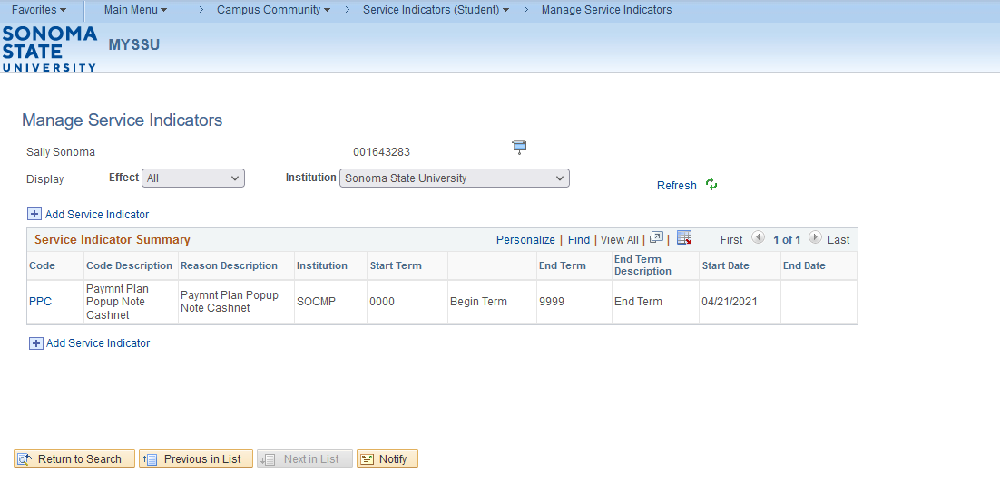 Favorites Main Menu > Campus Community > Service Indicators (Student) > Manage Service Indicators
SONOMA
STATE
UNIVERSITY
MYSSU
Manage Service Indicators
Sally Sonoma 001643283
Display Effect All Institution Sonoma State University Refresh
Add Service Indicator
Service Indicator Summary Personalize | Find | View All | | First 1 of 1 Last
Code Code Description Reason Description Institution Start Term End Term End Term Description Start Date End Date
PPC Paymnt Plan Popup Note Cashnet Paymnt Plan Popup Note Cashnet SOCMP 0000 Begin Term 9999 End Term 04/21/2021
Add Service Indicator
Return to Search Previous in List Next in List Notify